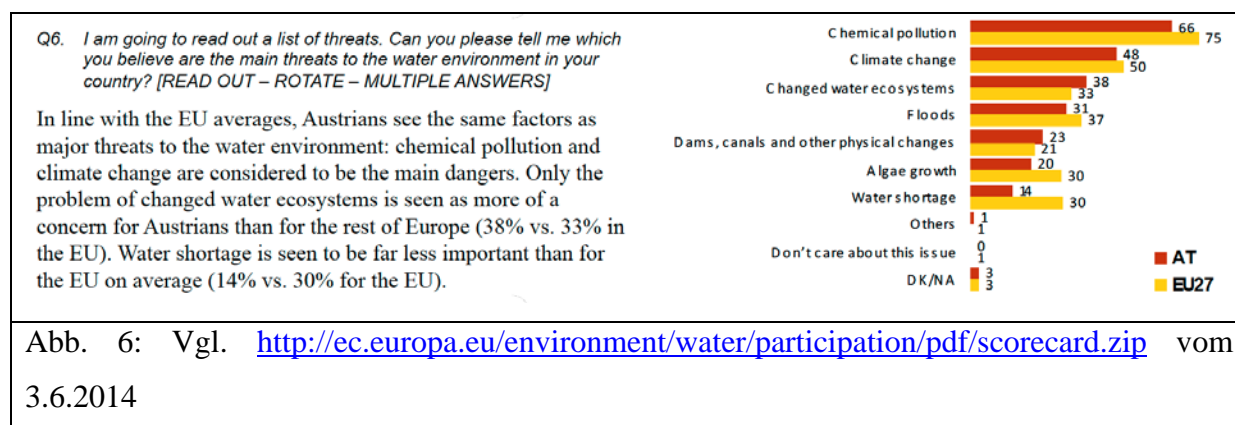 Q6. I am going to read out a list of threats. Can you please tell me which
you believe are the main threats to the water environment in your
country? [READ OUT – ROTATE – MULTIPLE ANSWERS]
In line with the EU averages, Austrians see the same factors as
major threats to the water environment: chemical pollution and
climate change are considered to be the main dangers. Only the
problem of changed water ecosystems is seen as more of a
concern for Austrians than for the rest of Europe (38% vs. 33% in
the EU). Water shortage is seen to be far less important than for
the EU on average (14% vs. 30% for the EU).
Chemical pollution 66
75
Climate change 48
50
Changed water ecosystems 38
33
Floods 31
37
Dams, canals and other physical changes 23
21
Algae growth 20
30
Water shortage 14
30
Others 1
1
Don't care about this issue 0
1
DK/NA 3
3
AT
EU27
Abb. 6: Vgl. http://ec.europa.eu/environment/water/participation/pdf/scorecard.zip vom
3.6.2014